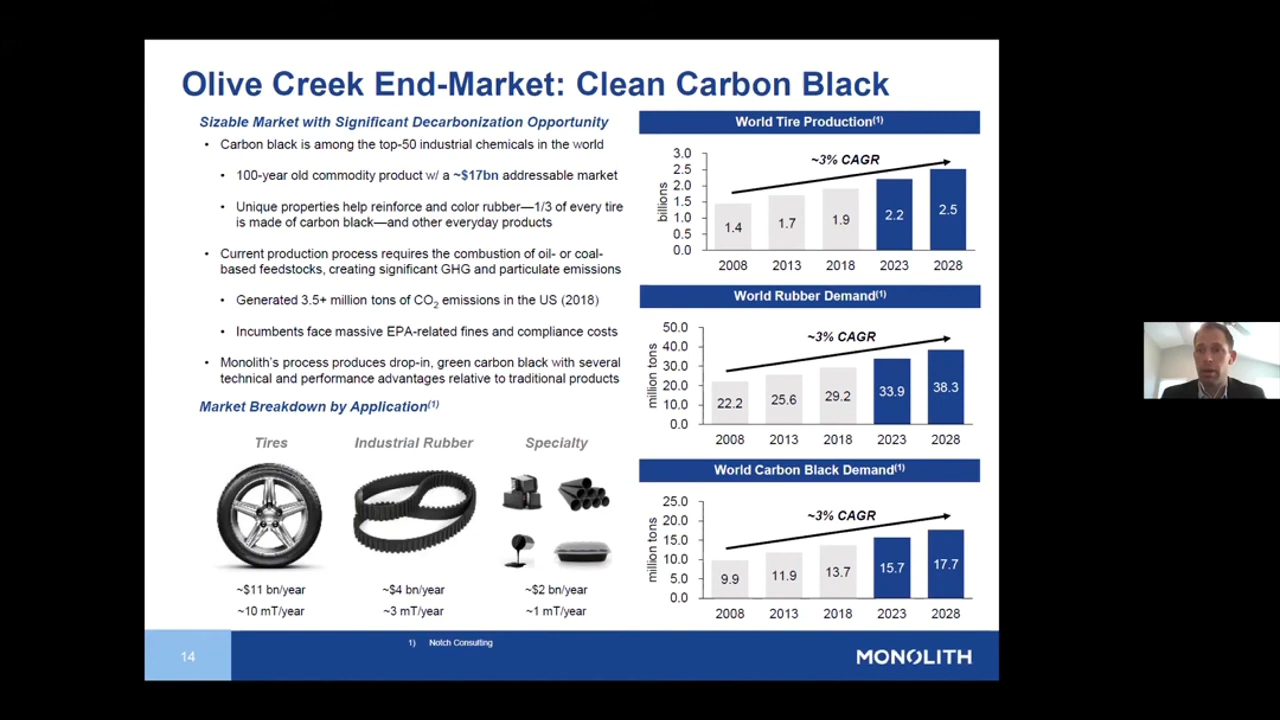 Olive Creek End-Market: Clean Carbon Black
Sizable Market with Significant Decarbonization Opportunity
• Carbon black is among the top-50 industrial chemicals in the world
• 100-year old commodity product w/ a ~$17bn addressable market
• Unique properties help reinforce and color rubber—1/3 of every tire
is made of carbon black—and other everyday products
• Current production process requires the combustion of oil- or coal-
based feedstocks, creating significant GHG and particulate emissions
• Generated 3.5+ million tons of CO2 emissions in the US (2018)
• Incumbents face massive EPA-related fines and compliance costs
• Monolith's process produces drop-in, green carbon black with several
technical and performance advantages relative to traditional products
Market Breakdown by Application(1)
Tires
Industrial Rubber
Specialty
~$11 bn/year
~$4 bn/year
~$2 bn/year
~10 mT/year
~3 mT/year
~1 mT/year
World Tire Production(1)
~3% CAGR
billions
3.0
2.5
2.0
1.5
1.0
0.5
0.0
1.4
1.7
1.9
2.2
2.5
2008
2013
2018
2023
2028
World Rubber Demand(1)
~3% CAGR
million tons
50.0
40.0
30.0
20.0
10.0
0.0
22.2
25.6
29.2
33.9
38.3
2008
2013
2018
2023
2028
World Carbon Black Demand(1)
~3% CAGR
million tons
25.0
20.0
15.0
10.0
5.0
0.0
9.9
11.9
13.7
15.7
17.7
2008
2013
2018
2023
2028
14
1) Notch Consulting
MONOLITH